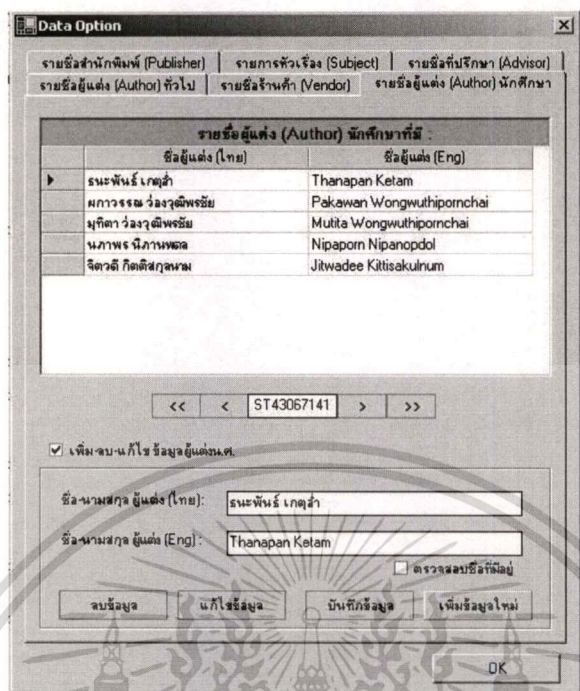 Data Option
รายชื่อสำนักพิมพ์ (Publisher) รายการหัวเรื่อง (Subject) รายชื่อที่ปรึกษา (Advisor)
รายชื่อผู้แต่ง (Author) ทั่วไป รายชื่อร้านค้า (Vendor) รายชื่อผู้แต่ง (Author) นักศึกษา
รายชื่อผู้แต่ง (Author) นักศึกษาที่มี :
ชื่อผู้แต่ง (ไทย) ชื่อผู้แต่ง (Eng)
ธนะพันธ์ เกตุล่ำ Thanapan Ketam
ผกาวรรณ ว่องวุฒิพรชัย Pakawan Wongwuthipornchai
มุทิตา ว่องวุฒิพรชัย Mutita Wongwuthipornchai
นภาพร นิภานพดล Nipaporn Nipanopdol
จิตวดี กิตติสกุลนาม Jitwadee Kittisakulnum
<< < ST43067141 > >>
เพิ่ม-ลบ-แก้ไข ข้อมูลผู้แต่งน.ศ.
ชื่อ-นามสกุล ผู้แต่ง (ไทย): ธนะพันธ์ เกตุล่ำ
ชื่อ-นามสกุล ผู้แต่ง (Eng) : Thanapan Ketam
ตรวจสอบชื่อที่มีอยู่
ลบข้อมูล แก้ไขข้อมูล บันทึกข้อมูล เพิ่มข้อมูลใหม่
OK